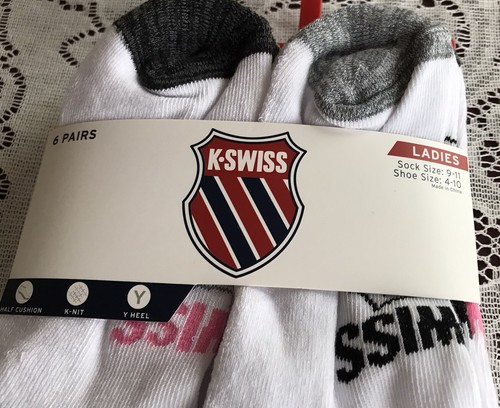 6 PAIRS
K·SWISS
LADIES
Sock Size: 9-11
Shoe Size: 4-10
Made in China
HALF CUSHION
K-NIT
Y
Y HEEL